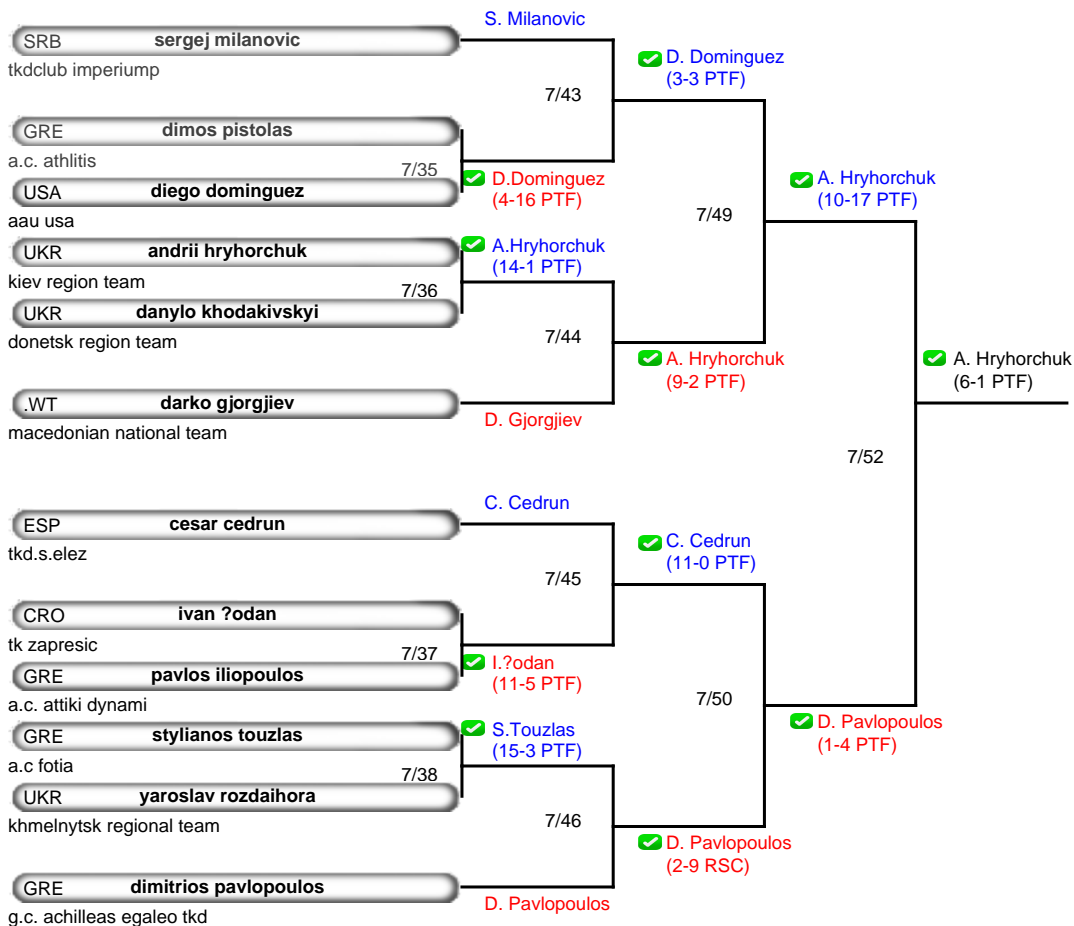 S. Milanovic
SRB sergej milanovic
tkdclub imperiump
D. Dominguez
(3-3 PTF)
7/43
GRE dimos pistolas
a.c. athlitis
7/35
D.Dominguez
(4-16 PTF)
USA diego dominguez
aau usa
A. Hryhorchuk
(10-17 PTF)
7/49
UKR andrii hryhorchuk
kiev region team
A.Hryhorchuk
(14-1 PTF)
7/36
UKR danylo khodakivskyi
donetsk region team
7/44
A. Hryhorchuk
(9-2 PTF)
A. Hryhorchuk
(6-1 PTF)
.WT darko gjorgjiev
macedonian national team
D. Gjorgjiev
7/52
C. Cedrun
ESP cesar cedrun
tkd.s.elez
C. Cedrun
(11-0 PTF)
7/45
CRO ivan ?odan
tk zapresic
7/37
I.?odan
(11-5 PTF)
GRE pavlos iliopoulos
a.c. attiki dynami
7/50
D. Pavlopoulos
(1-4 PTF)
GRE stylianos touzlas
a.c fotia
S.Touzlas
(15-3 PTF)
7/38
UKR yaroslav rozdaihora
khmelnytsk regional team
7/46
D. Pavlopoulos
(2-9 RSC)
GRE dimitrios pavlopoulos
g.c. achilleas egaleo tkd
D. Pavlopoulos